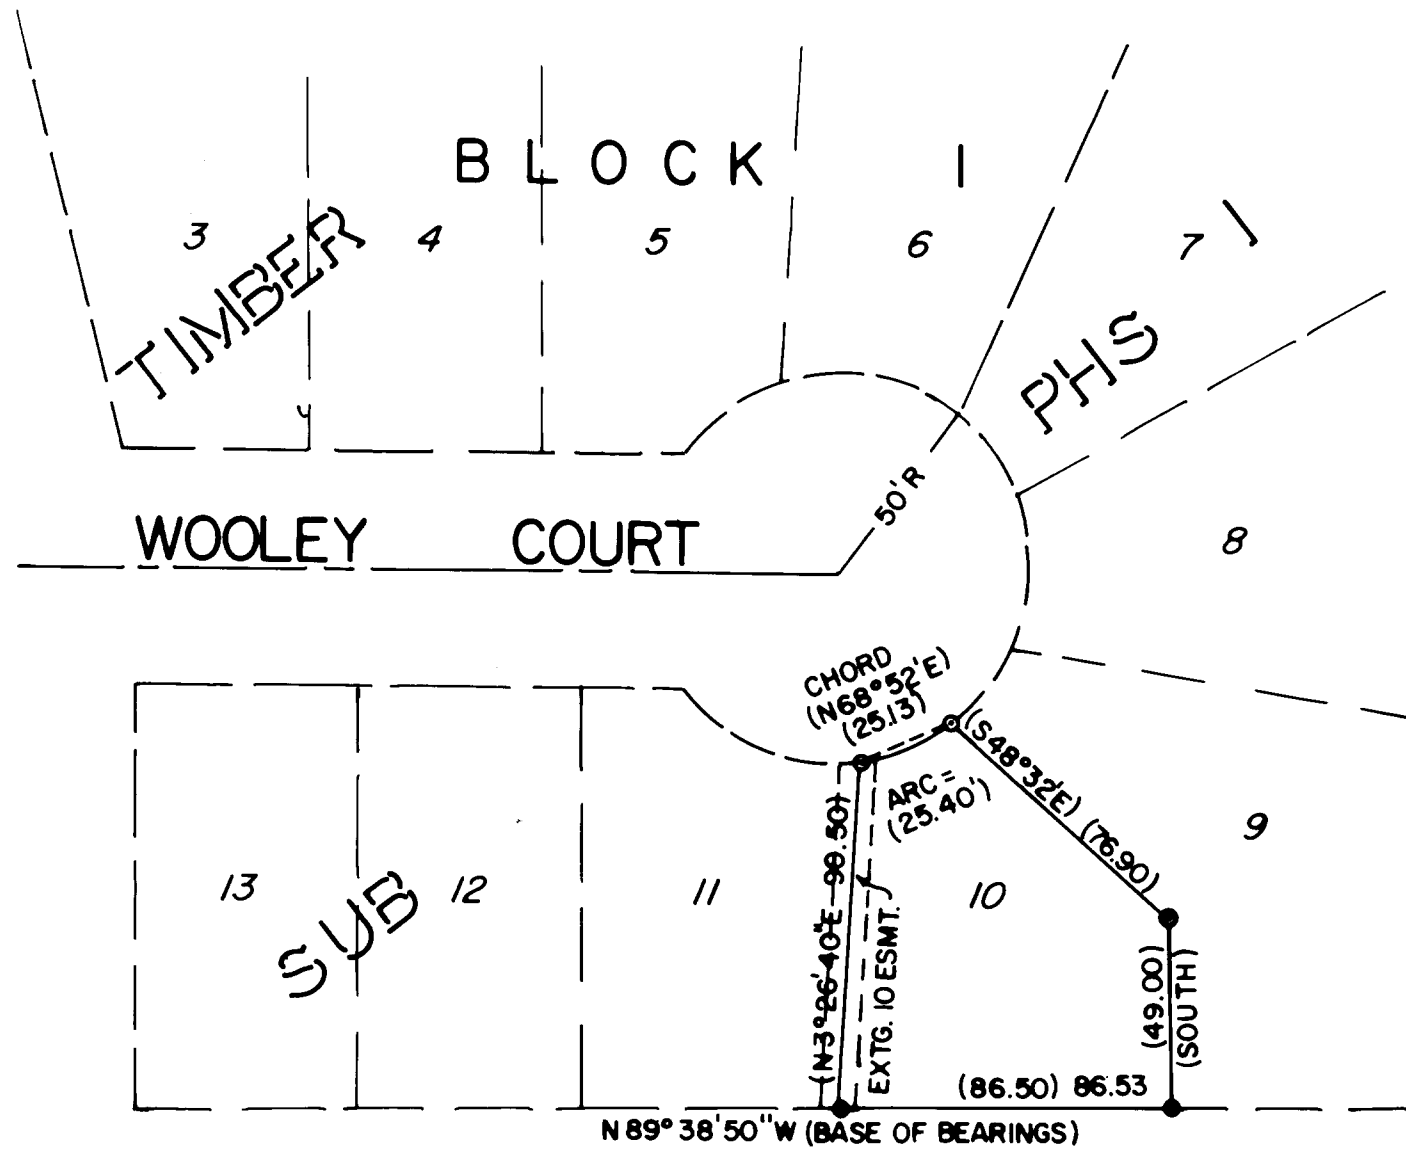 BLOCK 1
3
4
5
6
7
TIMBER
PHS 1
50'R
WOOLEY COURT
8
CHORD
(N68°52'E)
(25.13')
(S48°32'E) (76.90)
ARC =
(25.40')
9
(N3°26'40"E 90.50)
EXTG. 10 ESMT.
13
12
11
10
SUB
(49.00)
(SOUTH)
(86.50) 86.53
N 89° 38' 50" W (BASE OF BEARINGS)